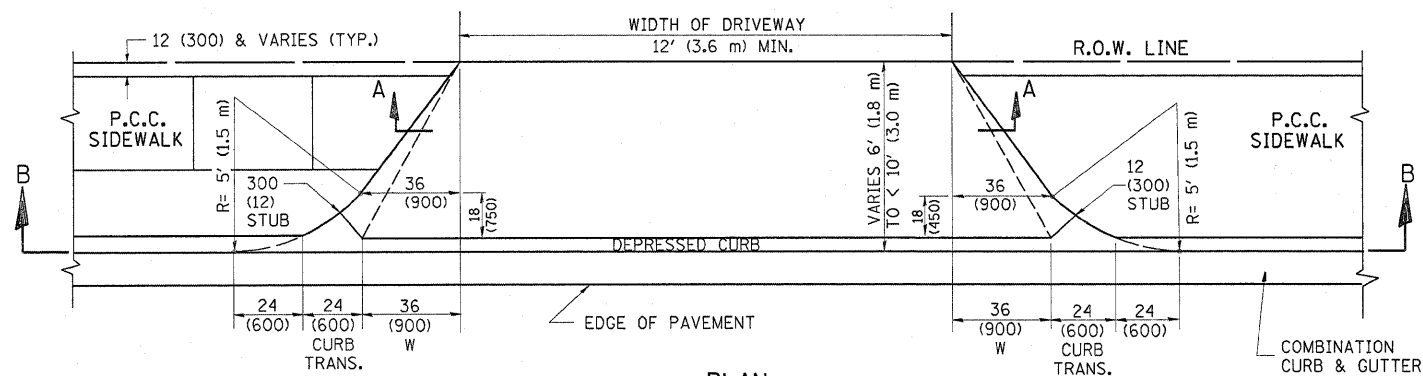 12 (300) & VARIES (TYP.)
WIDTH OF DRIVEWAY
12' (3.6 m) MIN.
R.O.W. LINE
A
A
P.C.C.
SIDEWALK
P.C.C.
SIDEWALK
B
B
R= 5' (1.5 m)
300
(12)
STUB
36
(900)
18
(750)
VARIES 6' (1.8 m)
TO < 10' (3.0 m)
36
(900)
18
(450)
12
(300)
STUB
R= 5' (1.5 m)
DEPRESSED CURB
24
(600)
24
(600)
CURB
TRANS.
36
(900)
W
EDGE OF PAVEMENT
36
(900)
W
24
(600)
CURB
TRANS.
24
(600)
COMBINATION
CURB & GUTTER
PLAN